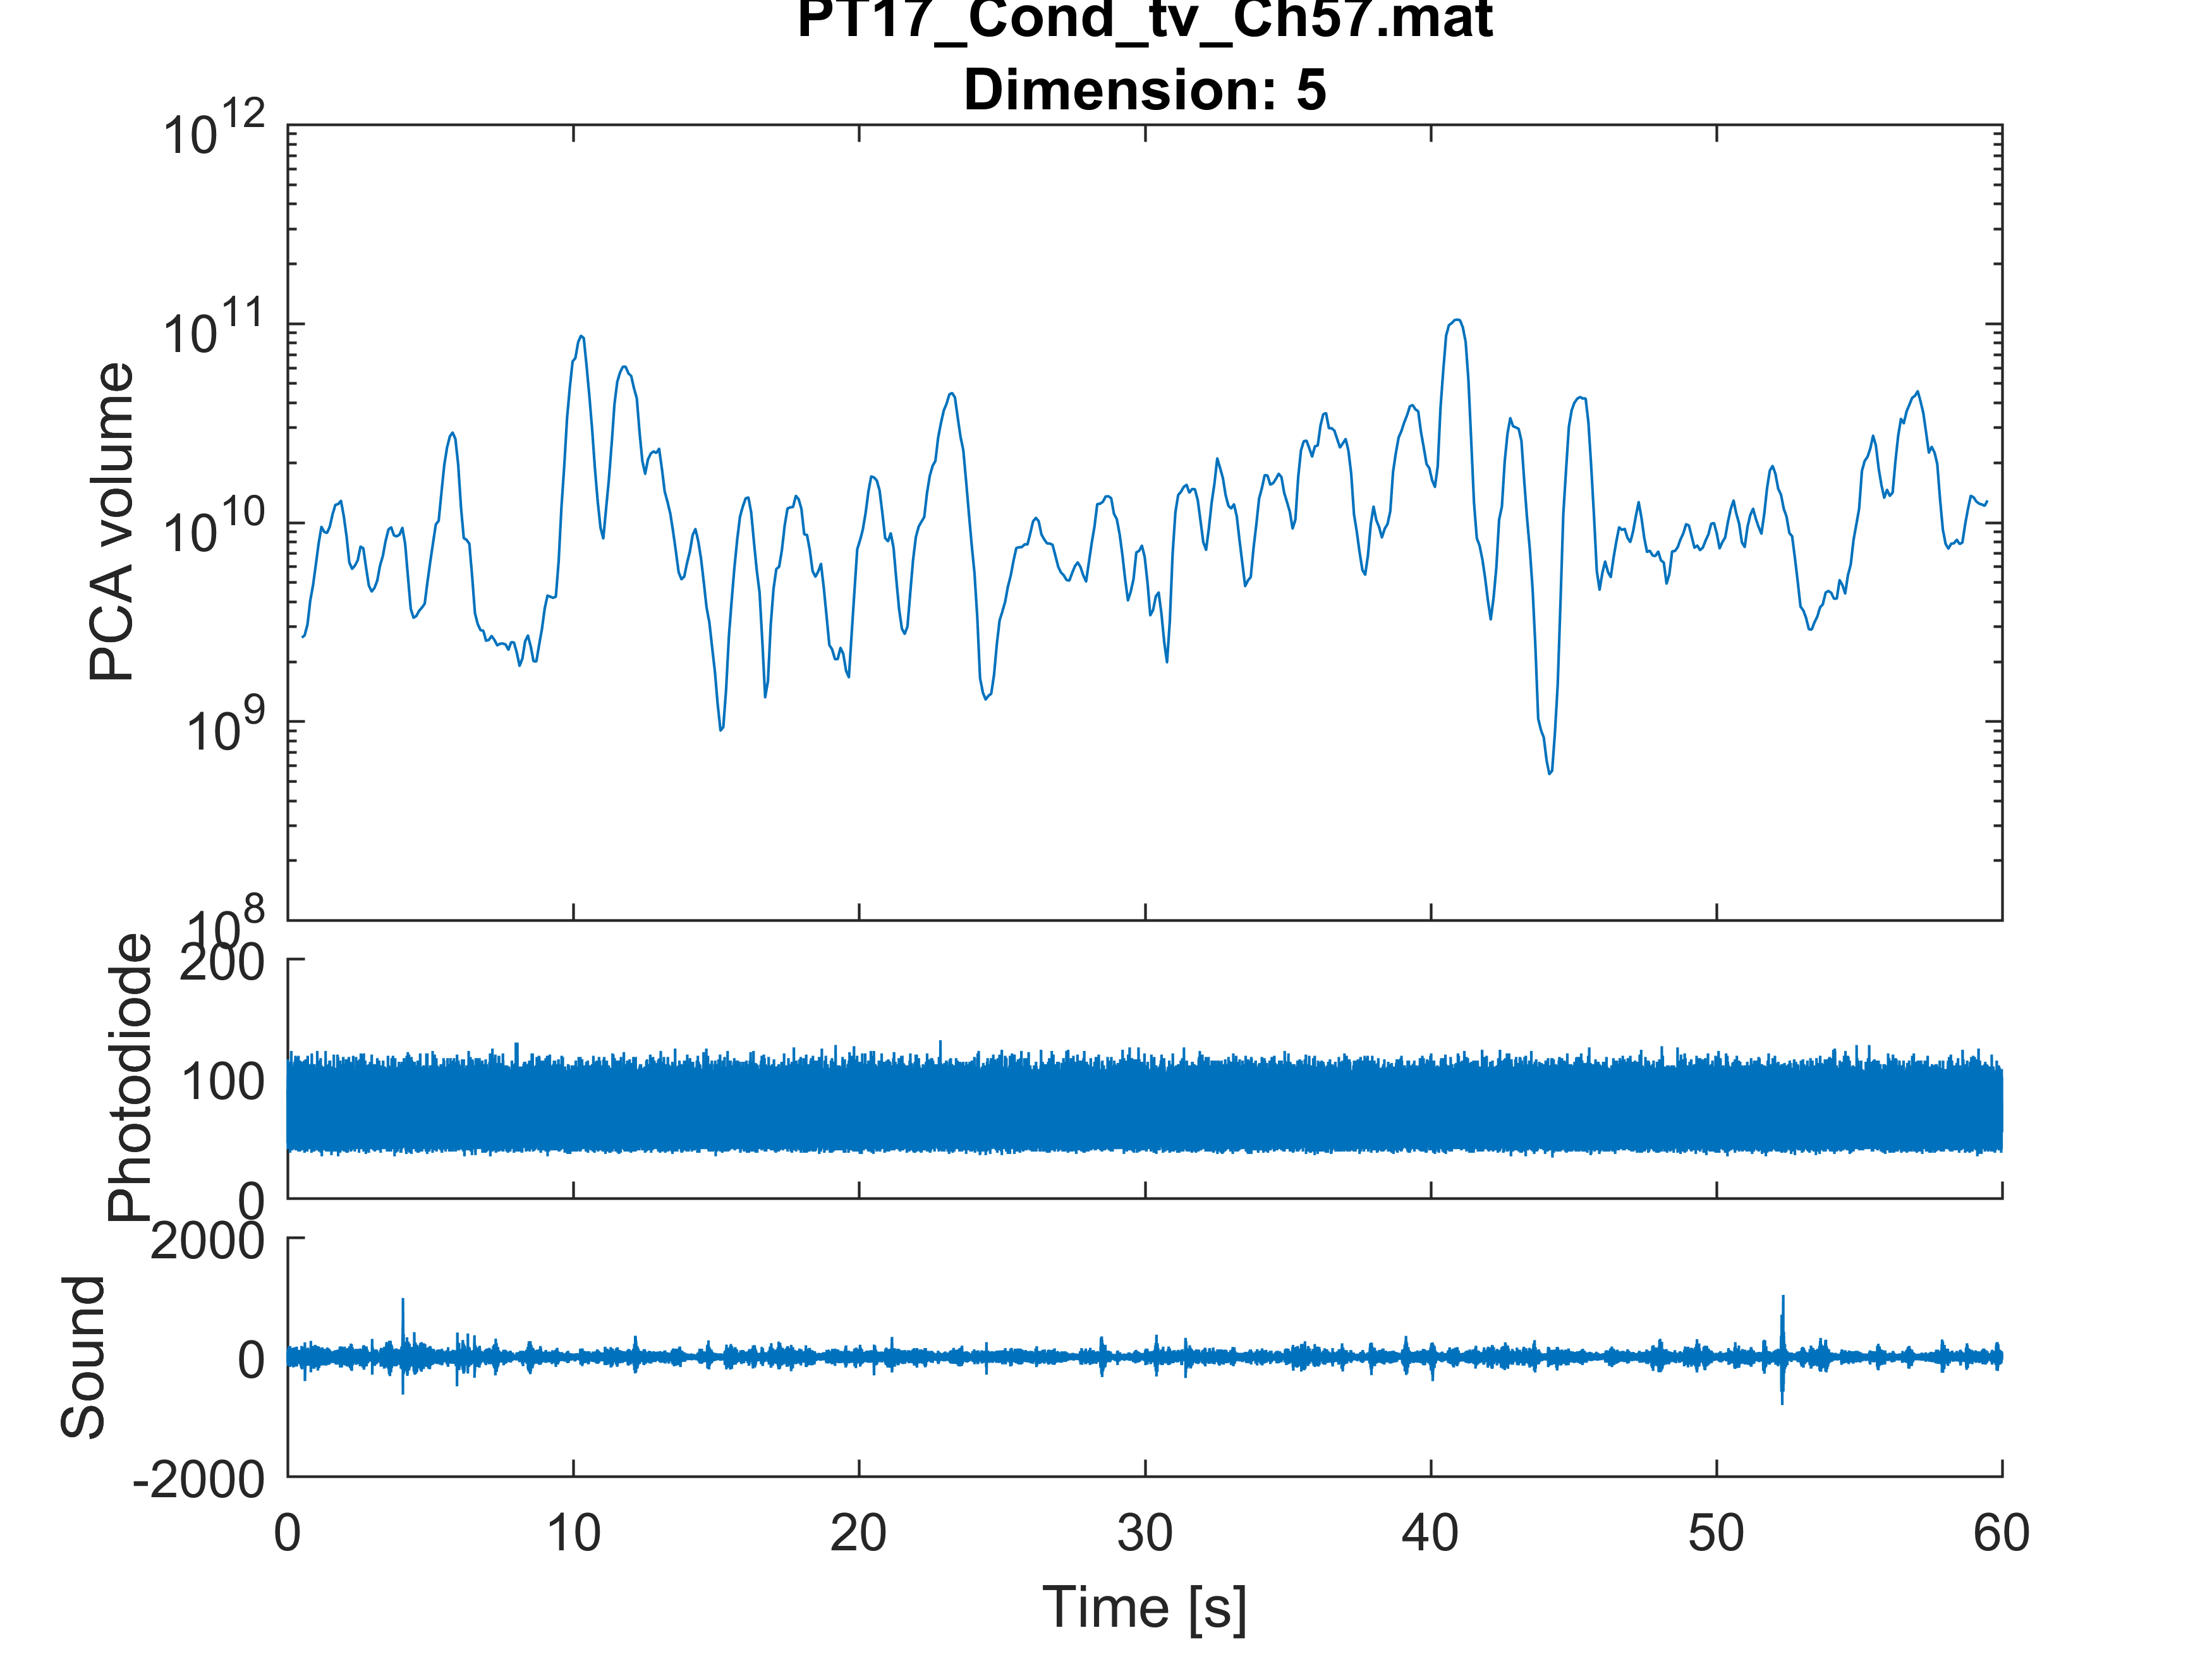 PT17_Cond_tv_Ch57.mat
Dimension: 5
10^12
10^11
10^10
10^9
10^8
PCA volume
200
100
0
Photodiode
2000
0
-2000
Sound
0 10 20 30 40 50 60
Time [s]